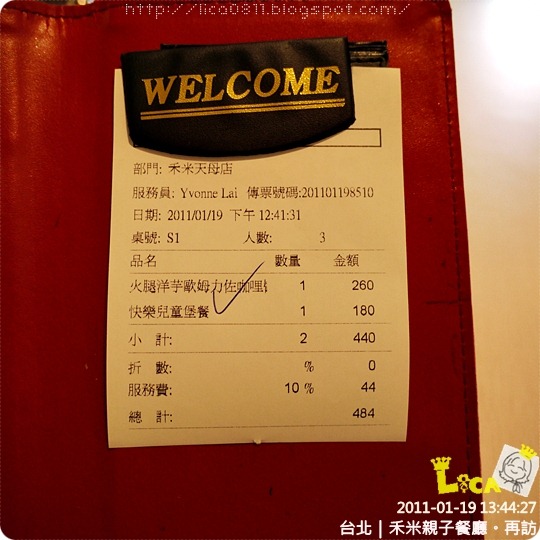 http://lica0811.blogspot.com/
WELCOME
部門: 禾米天母店
服務員: Yvonne Lai 傳票號碼:201101198510
日期: 2011/01/19 下午 12:41:31
桌號: S1 人數: 3
品名 數量 金額
火腿洋芋歐姆力佐咖哩 1 260
快樂兒童堡餐 1 180
小 計: 2 440
折 數: % 0
服務費: 10 % 44
總 計: 484
LiCA
2011-01-19 13:44:27
台北 | 禾米親子餐廳・再訪